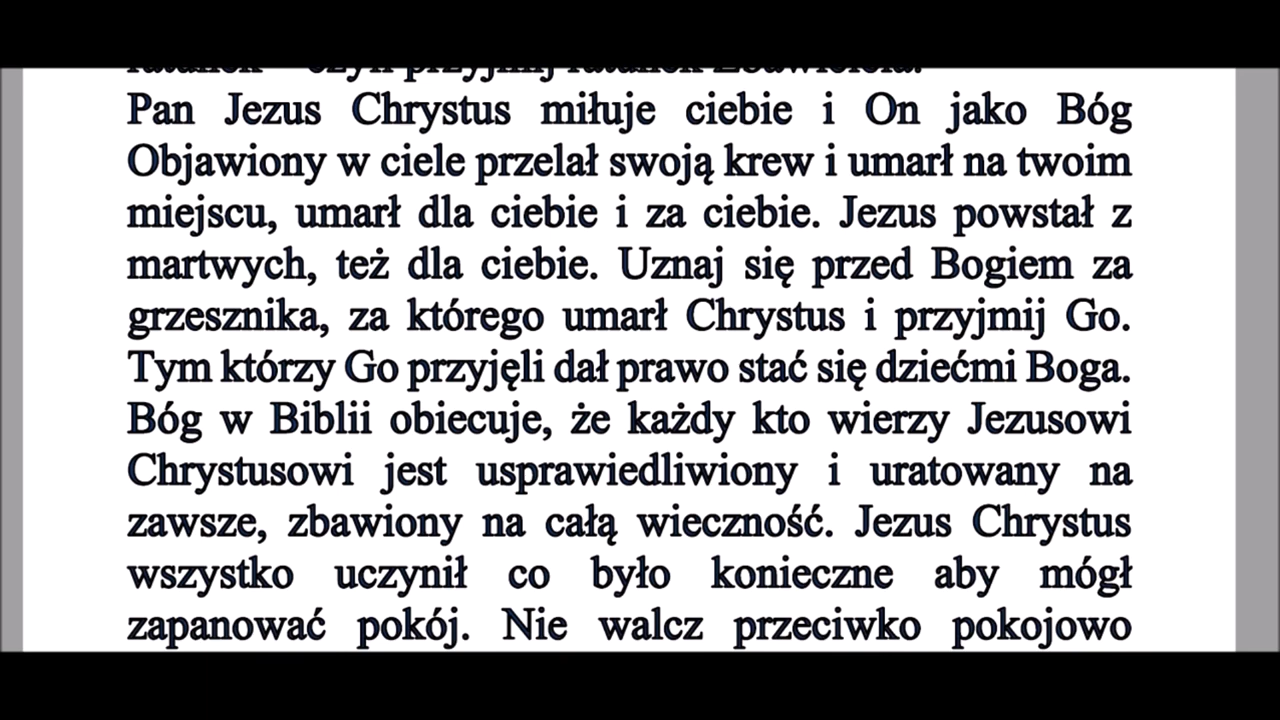 Pan Jezus Chrystus miłuje ciebie i On jako Bóg
Objawiony w ciele przelał swoją krew i umarł na twoim
miejscu, umarł dla ciebie i za ciebie. Jezus powstał z
martwych, też dla ciebie. Uznaj się przed Bogiem za
grzesznika, za którego umarł Chrystus i przyjmij Go.
Tym którzy Go przyjęli dał prawo stać się dziećmi Boga.
Bóg w Biblii obiecuje, że każdy kto wierzy Jezusowi
Chrystusowi jest usprawiedliwiony i uratowany na
zawsze, zbawiony na całą wieczność. Jezus Chrystus
wszystko uczynił co było konieczne aby mógł
zapanować pokój. Nie walcz przeciwko pokojowo